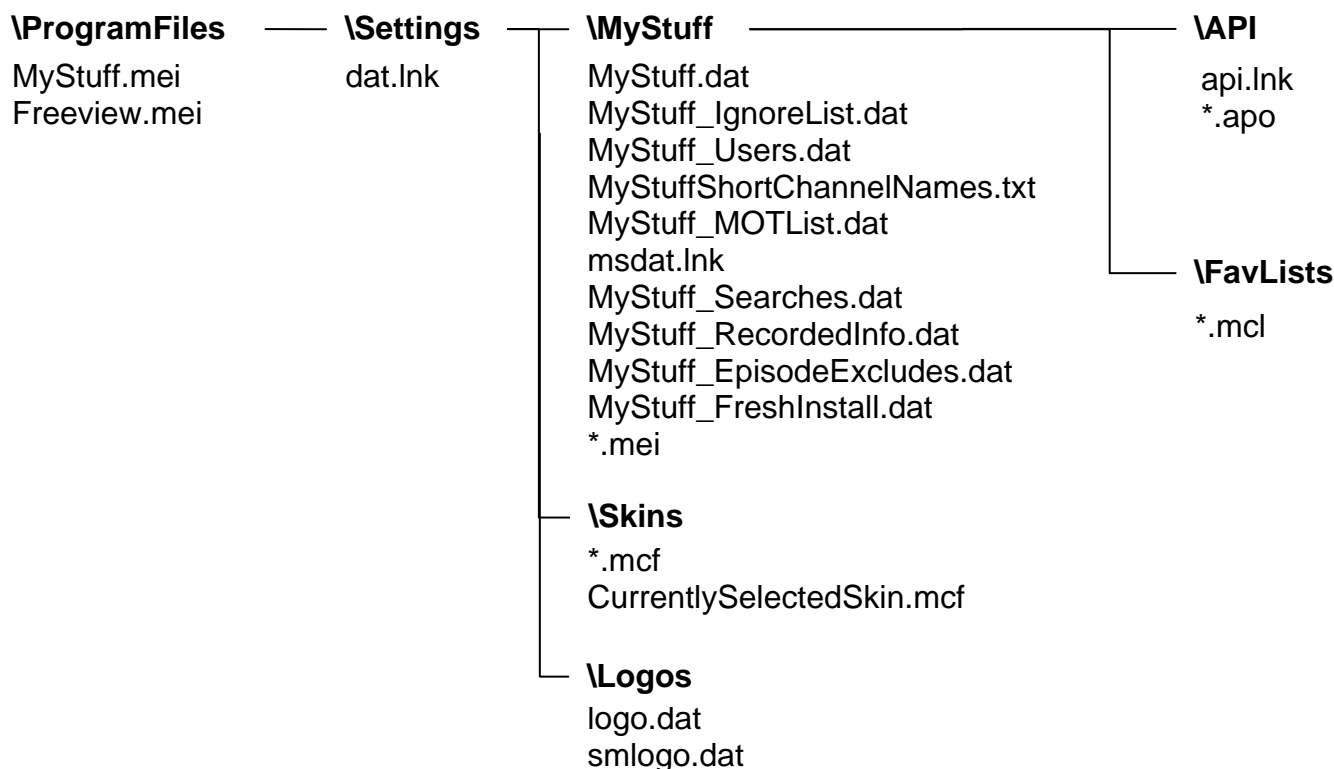 \ProgramFiles
MyStuff.mei
Freeview.mei
\Settings
dat.lnk
\MyStuff
MyStuff.dat
MyStuff_IgnoreList.dat
MyStuff_Users.dat
MyStuffShortChannelNames.txt
MyStuff_MOTList.dat
msdat.lnk
MyStuff_Searches.dat
MyStuff_RecordedInfo.dat
MyStuff_EpisodeExcludes.dat
MyStuff_FreshInstall.dat
*.mei
\Skins
*.mcf
CurrentlySelectedSkin.mcf
\Logos
logo.dat
smlogo.dat
\API
api.lnk
*.apo
\FavLists
*.mcl